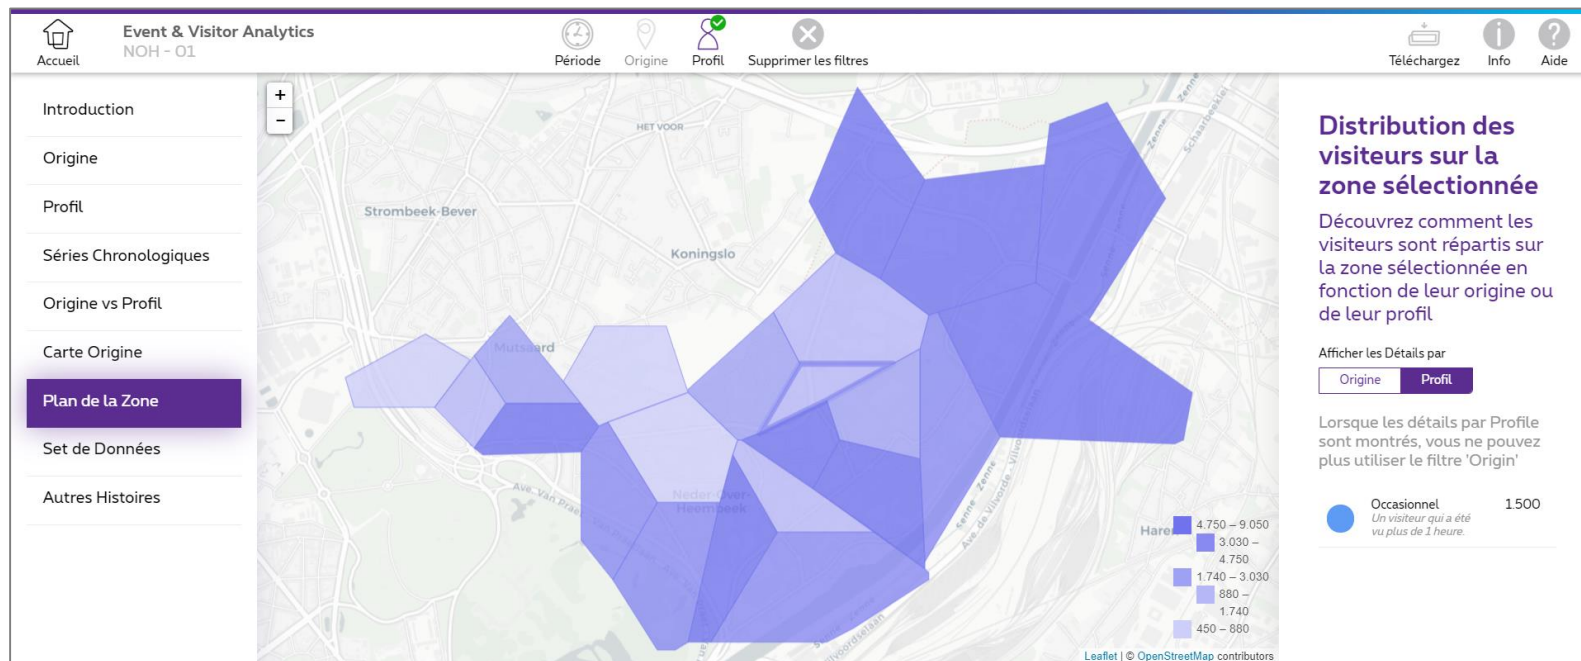 Accueil
Event & Visitor Analytics
NOH - 01
Période
Origine
Profil
Supprimer les filtres
Téléchargez
Info
Aide
Introduction
Origine
Profil
Séries Chronologiques
Origine vs Profil
Carte Origine
Plan de la Zone
Set de Données
Autres Histoires
+
−
HET VOOR
Strombeek-Bever
Koningslo
Mutsaard
Neder-Over-
Heembeek
Ave. Van Praet
Zenne - Senne
Schaarbeeklei
Senne - Zenne
Ave. de Vilvorde - Vilvoordselaan
Haren
4.750 – 9.050
3.030 –
4.750
1.740 – 3.030
880 –
1.740
450 – 880
Leaflet | © OpenStreetMap contributors
Distribution des
visiteurs sur la
zone sélectionnée
Découvrez comment les
visiteurs sont répartis sur
la zone sélectionnée en
fonction de leur origine ou
de leur profil
Afficher les Détails par
Origine
Profil
Lorsque les détails par Profile
sont montrés, vous ne pouvez
plus utiliser le filtre 'Origin'
Occasionnel 1.500
Un visiteur qui a été
vu plus de 1 heure.